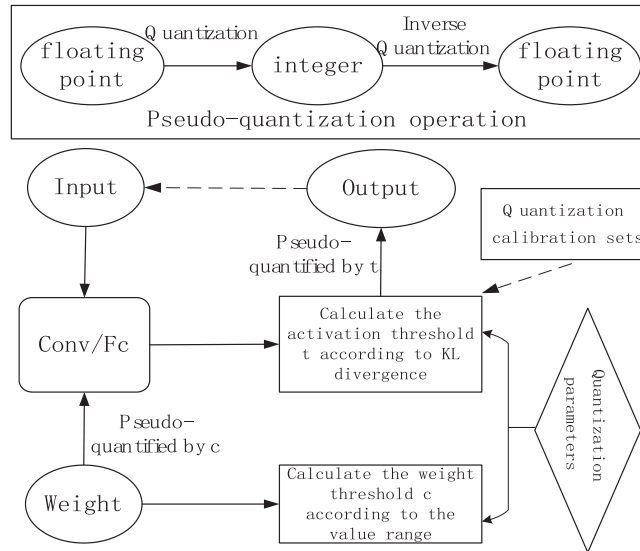 floating
point
Quantization
integer
Inverse
Quantization
floating
point
Pseudo-quantization operation
Input
Output
Pseudo-
quantified by t
Quantization
calibration sets
Conv/Fc
Calculate the
activation threshold
t according to KL
divergence
Quantization
parameters
Pseudo-
quantified by c
Weight
Calculate the weight
threshold c
according to the
value range